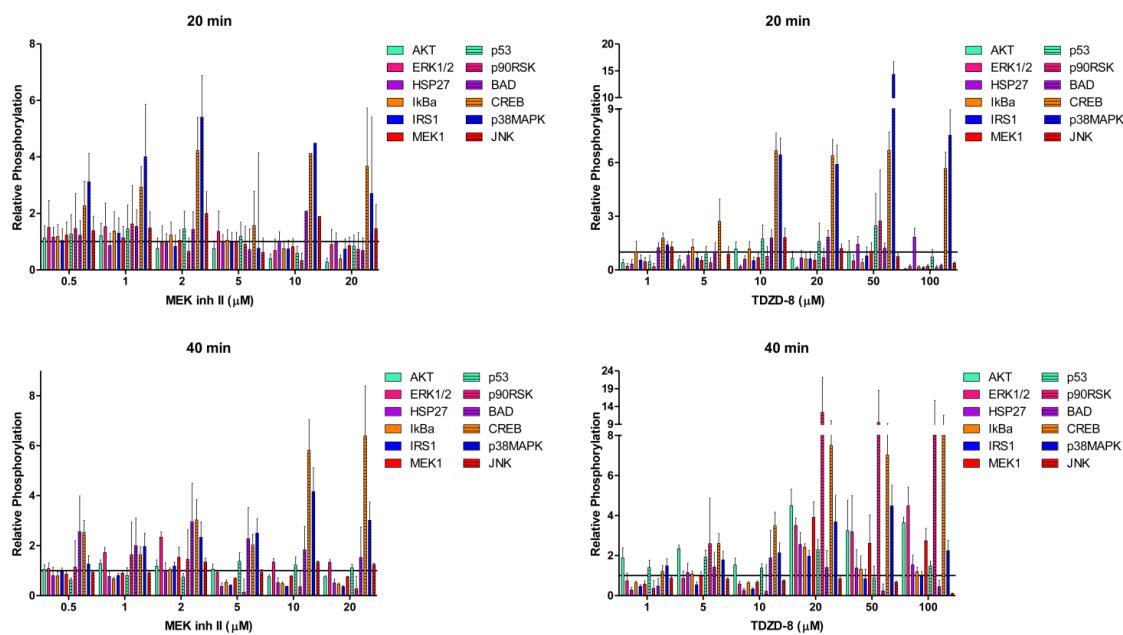 20 min
Relative Phosphorylation
8
6
4
2
0
0.5 1 2 5 10 20
MEK inh II (µM)
AKT p53
ERK1/2 p90RSK
HSP27 BAD
IkBa CREB
IRS1 p38MAPK
MEK1 JNK
20 min
Relative Phosphorylation
20
15
10
9
6
3
0
1 5 10 20 50 100
TDZD-8 (µM)
AKT p53
ERK1/2 p90RSK
HSP27 BAD
IkBa CREB
IRS1 p38MAPK
MEK1 JNK
40 min
Relative Phosphorylation
8
6
4
2
0
0.5 1 2 5 10 20
MEK inh II (µM)
AKT p53
ERK1/2 p90RSK
HSP27 BAD
IkBa CREB
IRS1 p38MAPK
MEK1 JNK
40 min
Relative Phosphorylation
24
19
14
9
8
6
4
2
0
1 5 10 20 50 100
TDZD-8 (µM)
AKT p53
ERK1/2 p90RSK
HSP27 BAD
IkBa CREB
IRS1 p38MAPK
MEK1 JNK